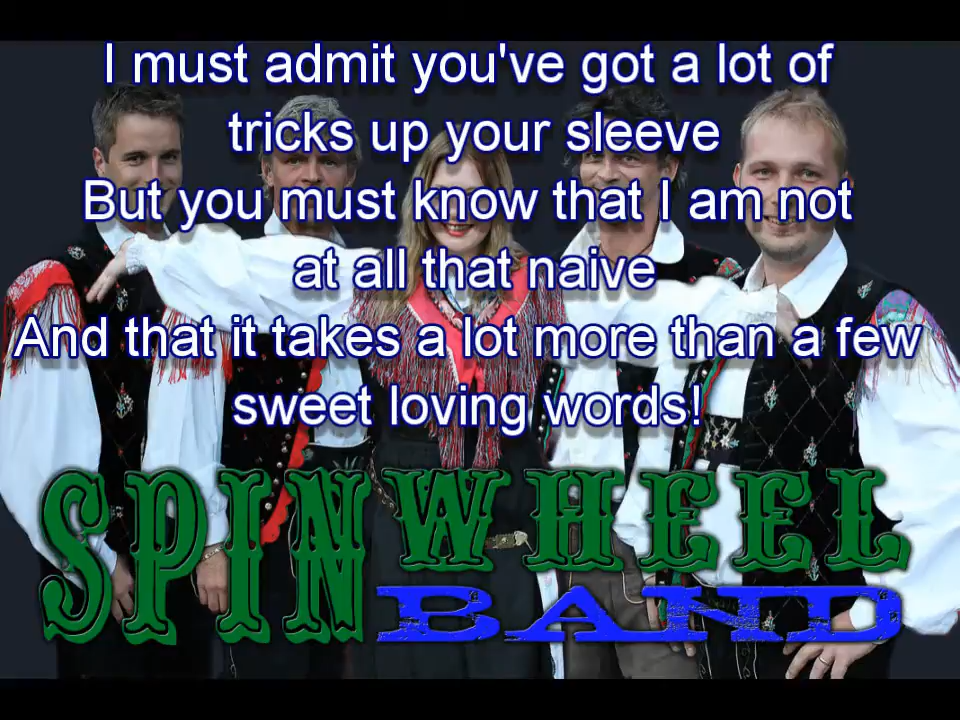 I must admit you've got a lot of
tricks up your sleeve
But you must know that I am not
at all that naive
And that it takes a lot more than a few
sweet loving words!
SPINWHEEL
BAND